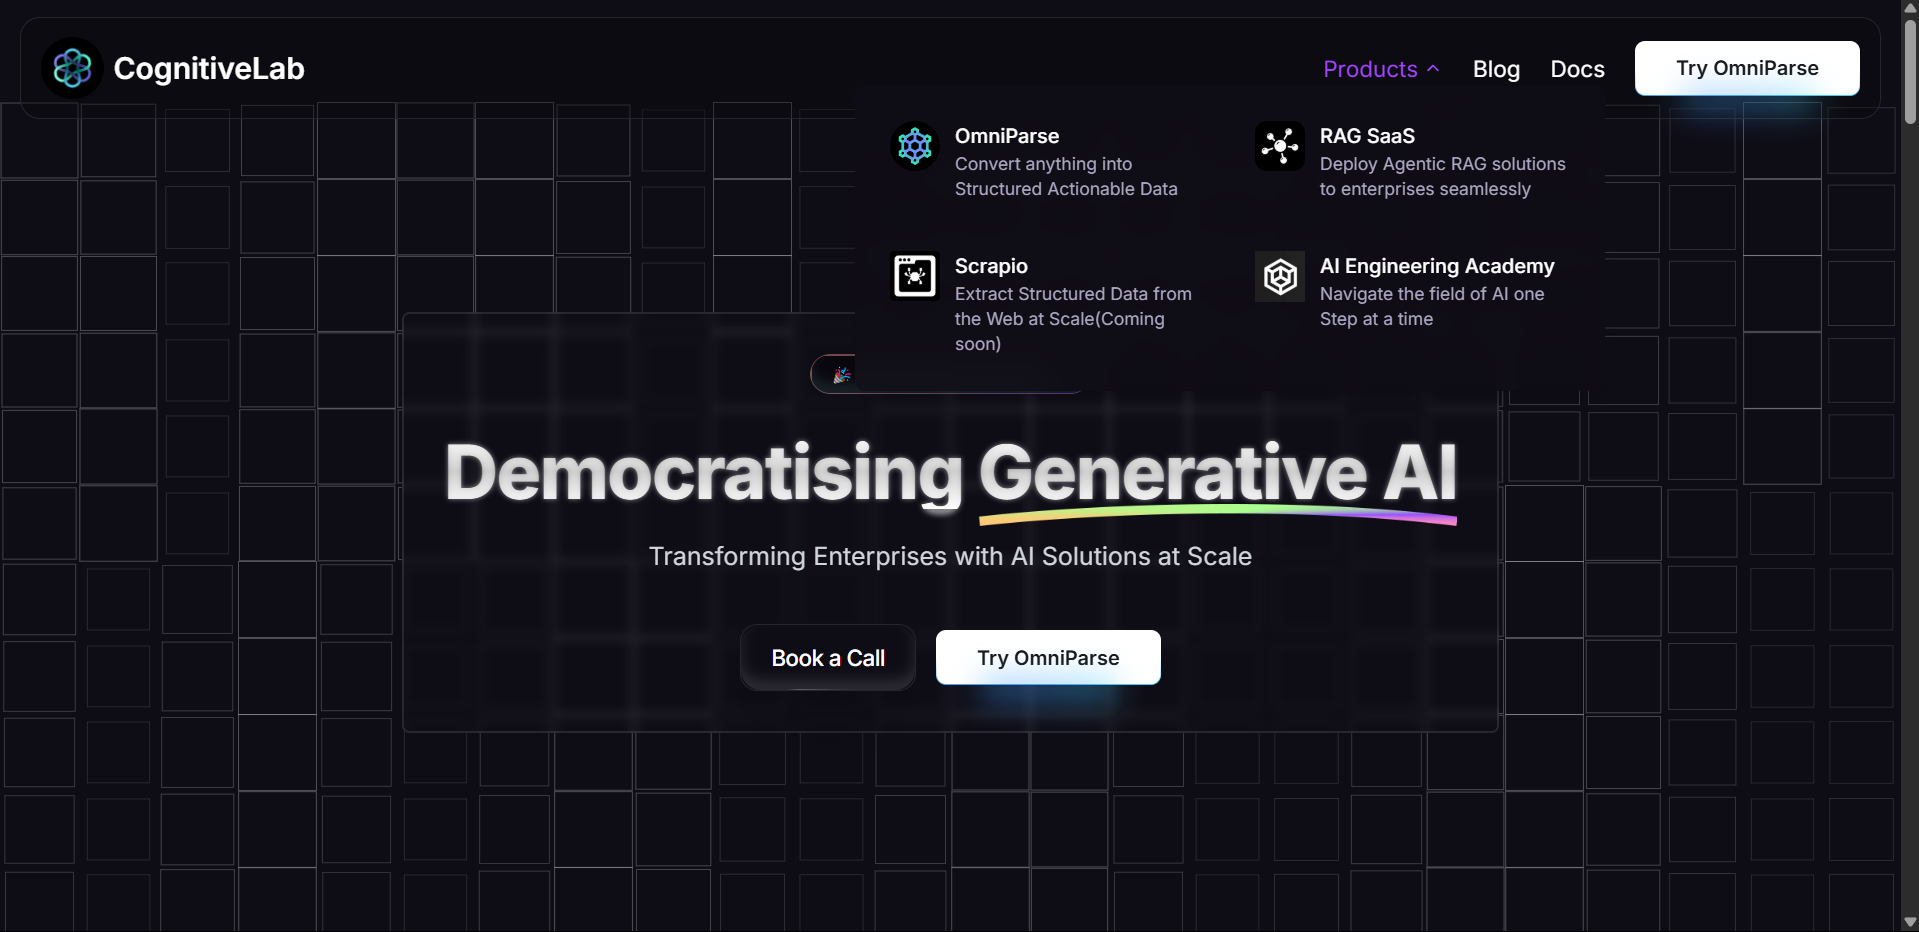 CognitiveLab
Products
Blog
Docs
Try OmniParse
OmniParse
Convert anything into
Structured Actionable Data
RAG SaaS
Deploy Agentic RAG solutions
to enterprises seamlessly
Scrapio
Extract Structured Data from
the Web at Scale(Coming
soon)
AI Engineering Academy
Navigate the field of AI one
Step at a time
Democratising Generative AI
Transforming Enterprises with AI Solutions at Scale
Book a Call
Try OmniParse